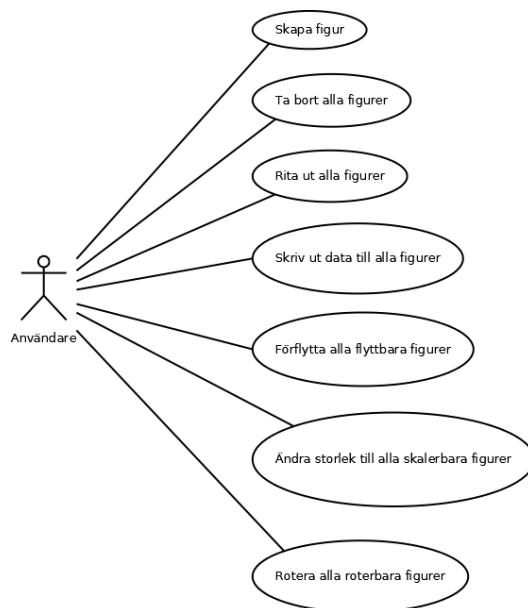 Skapa figur
Ta bort alla figurer
Rita ut alla figurer
Skriv ut data till alla figurer
Användare
Förflytta alla flyttbara figurer
Ändra storlek till alla skalerbara figurer
Rotera alla roterbara figurer